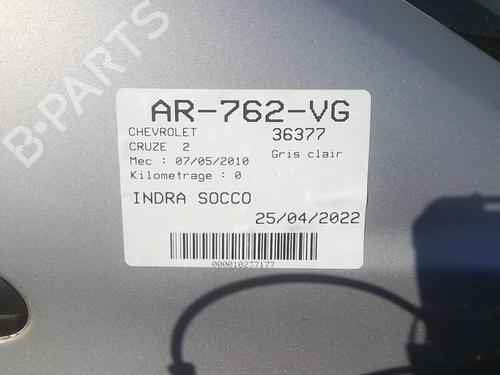 B-PARTS
AR-762-VG
CHEVROLET 36377
CRUZE 2 Gris clair
Mec : 07/05/2010
Kilometrage : 0
INDRA SOCCO
25/04/2022
000010237177